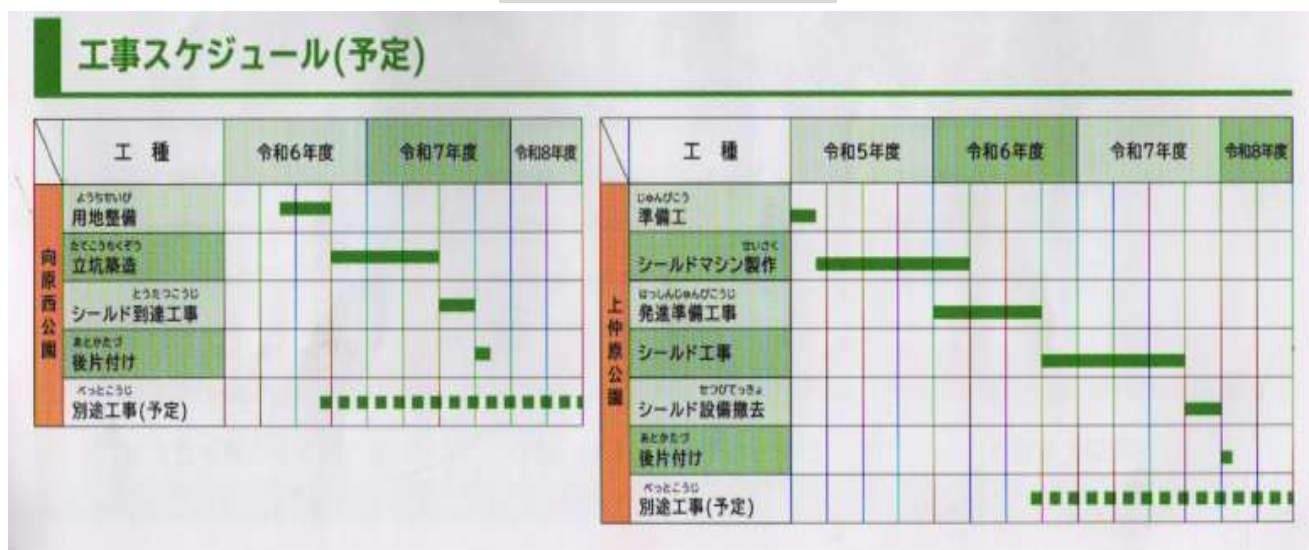 工事スケジュール(予定)
工種 令和6年度 令和7年度 令和8年度
向原西公園
ようちせいび
用地整備
たてこうちくぞう
立坑築造
とうたつこうじ
シールド到達工事
あとかたづ
後片付け
べっとこうじ
別途工事(予定)
工種 令和5年度 令和6年度 令和7年度 令和8年度
上仲原公園
じゅんびこう
準備工
せいさく
シールドマシン製作
はっしんじゅんびこうじ
発進準備工事
シールド工事
せつびてっきょ
シールド設備撤去
あとかたづ
後片付け
べっとこうじ
別途工事(予定)